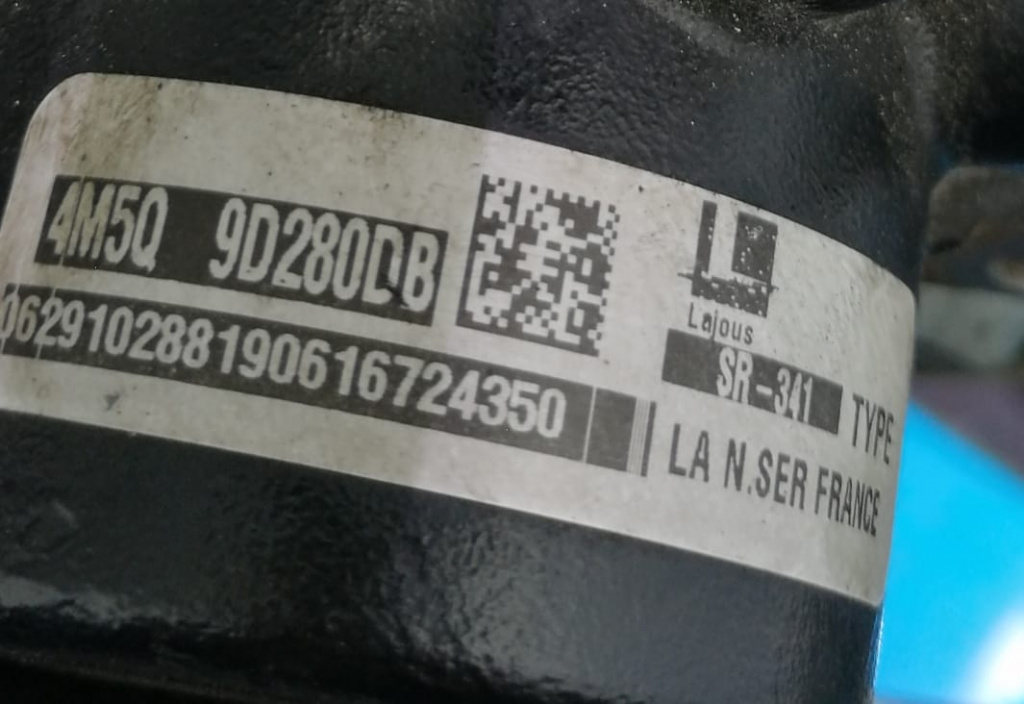 4M5Q 9D280DB
062910288190616724350
Lajous
SR-341 TYPE
LA N.SER FRANCE